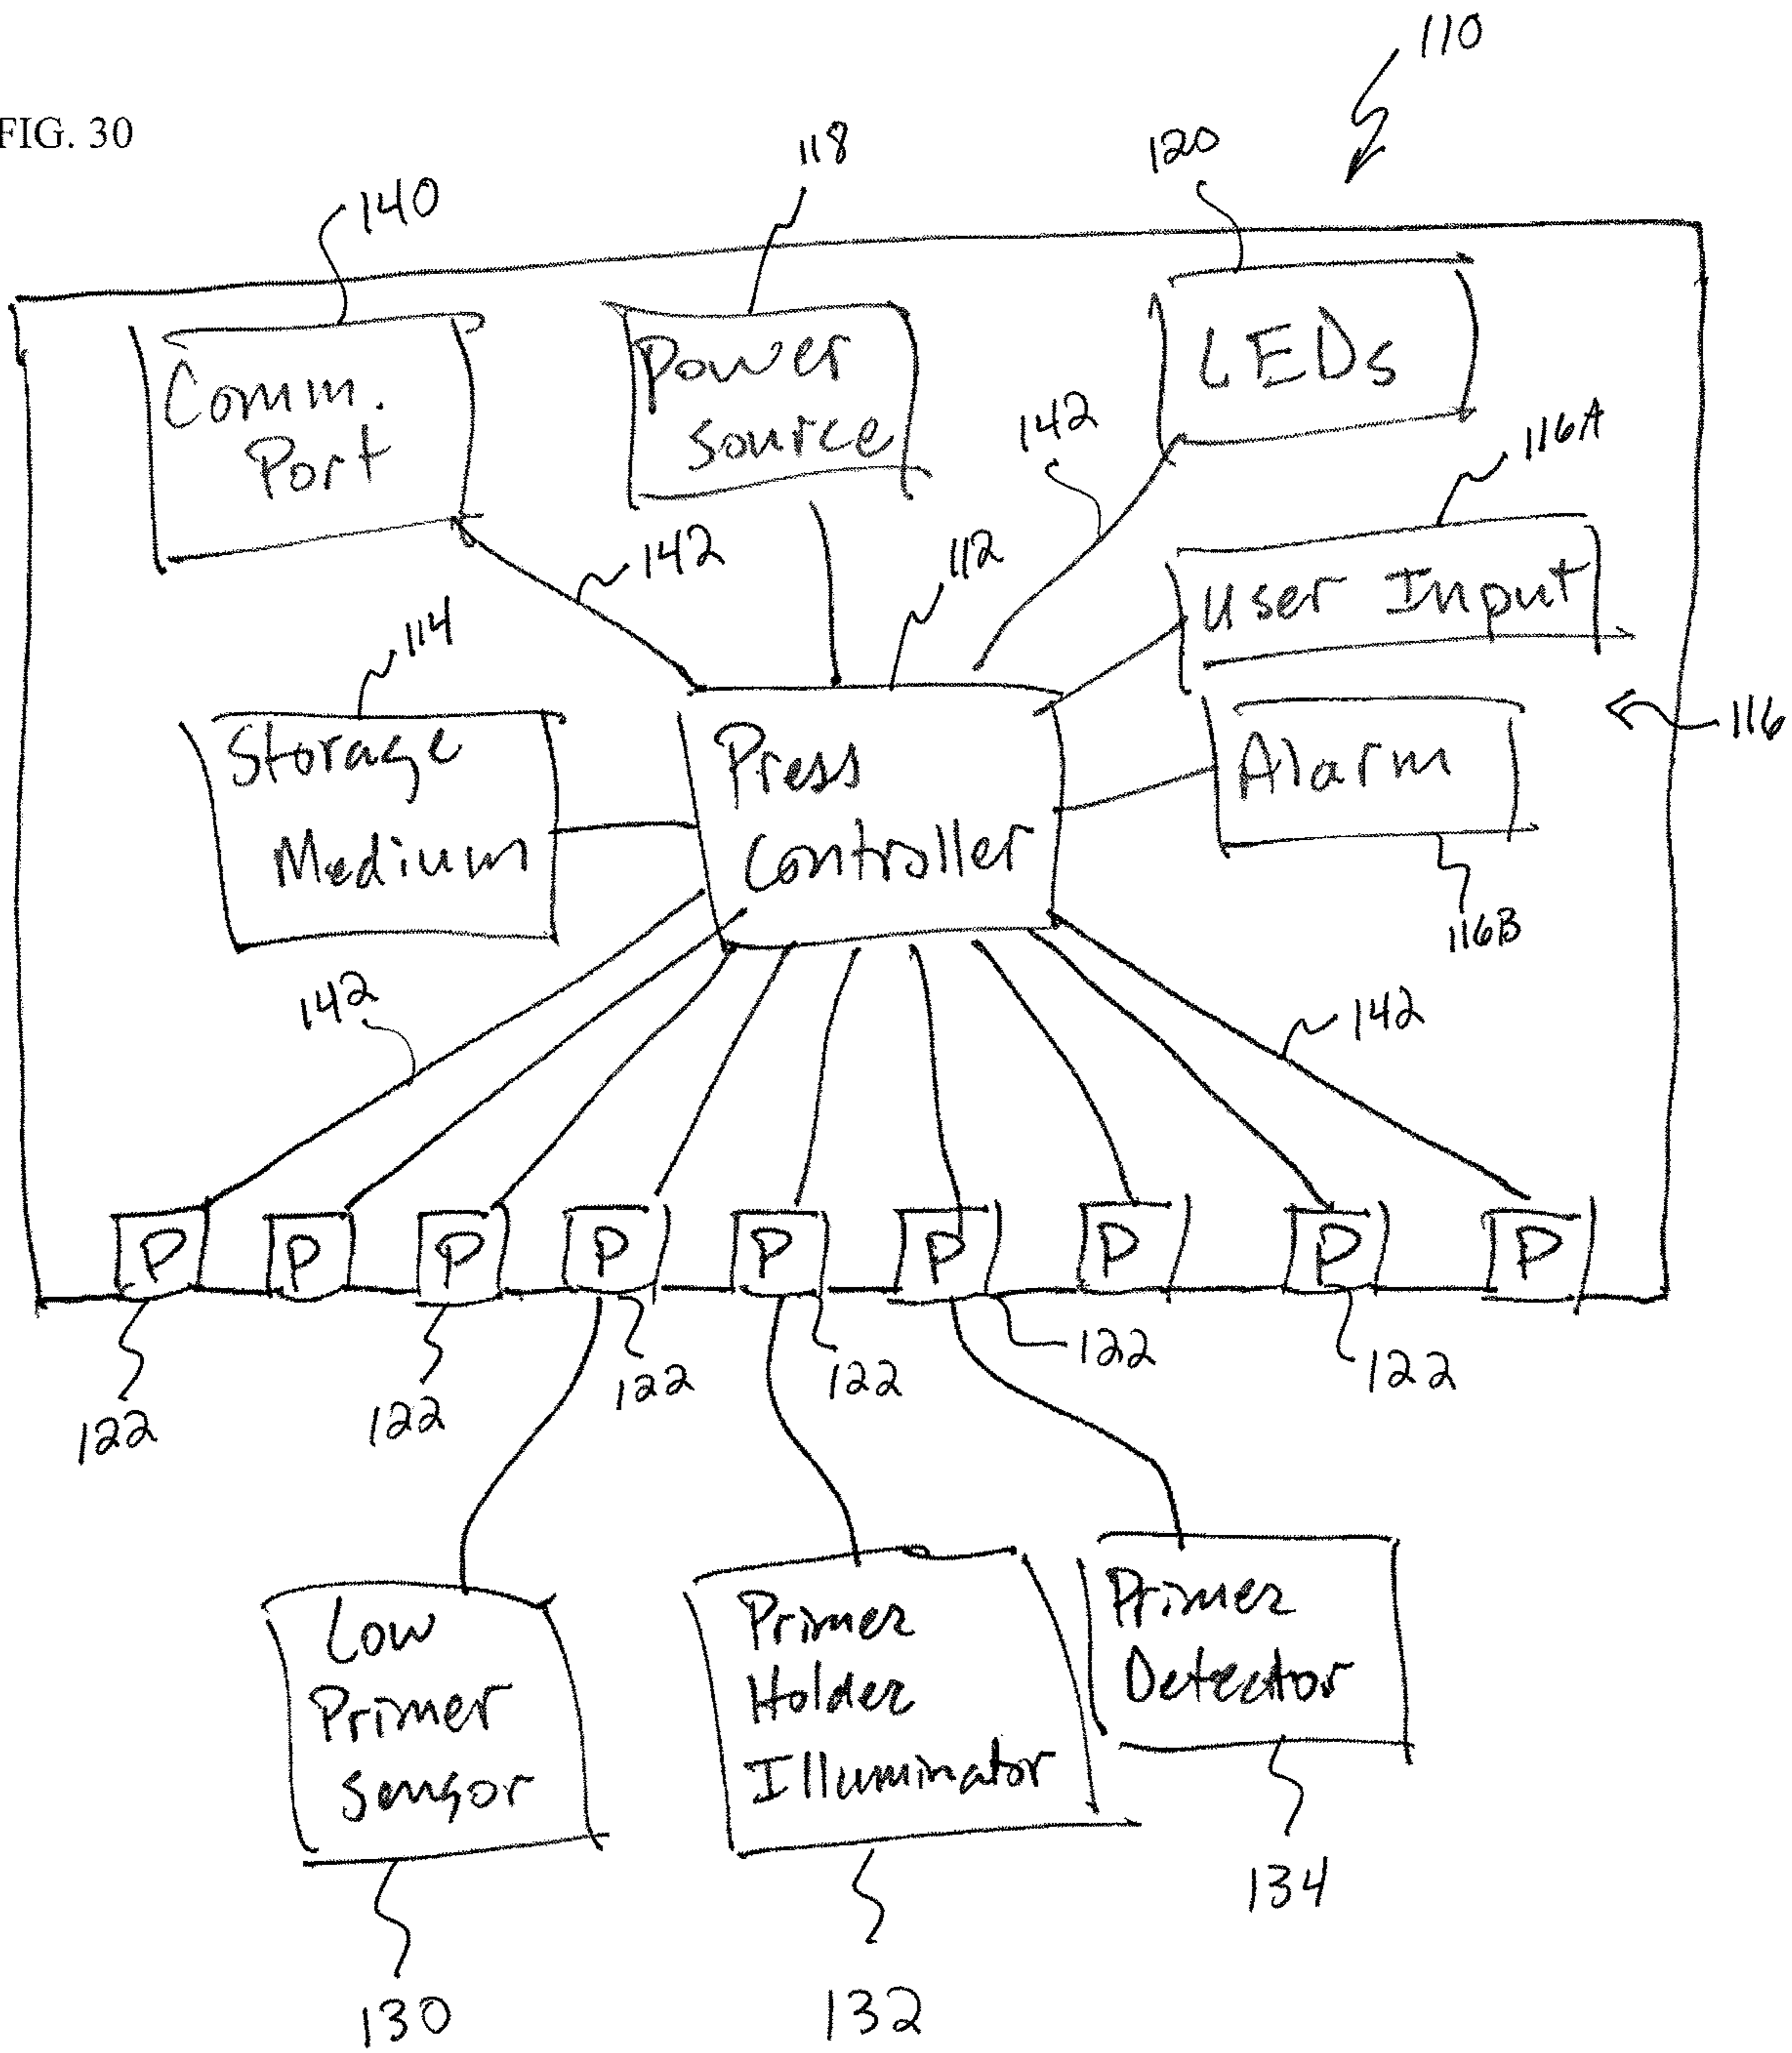 110
FIG. 30
118
120
140
Comm.
Port
Power
source
LEDs
142
116A
142
112
User Input
114
116
Storage
Medium
Press
Controller
Alarm
116B
142
142
P P P P P P P P P
122 122 122 122 122 122
Low
Primer
Sensor
Primer
Holder
Illuminator
Primer
Detector
134
130
132